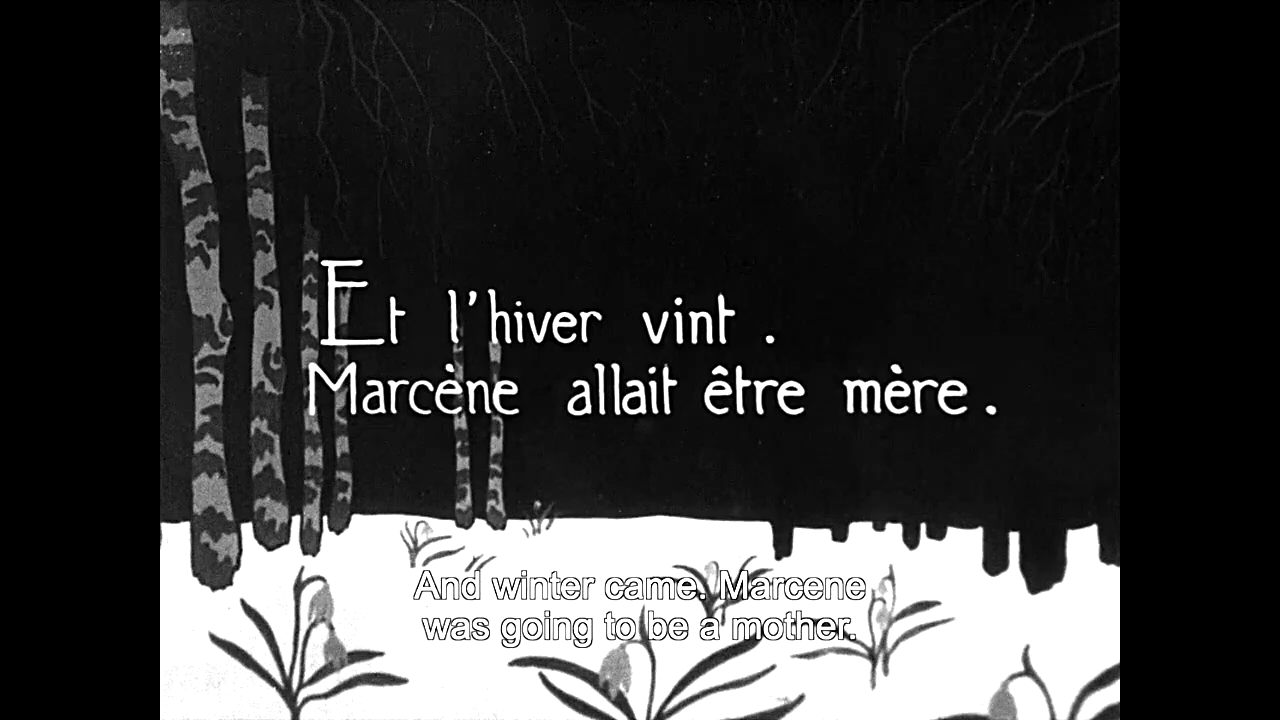 Et l'hiver vint .
Marcène allait être mère .
And winter came. Marcene
was going to be a mother.